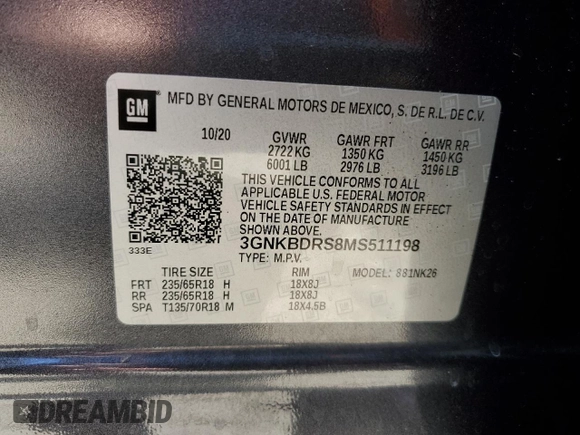 GM
MFD BY GENERAL MOTORS DE MEXICO, S. DE R.L. DE C.V.
10/20 GVWR GAWR FRT GAWR RR
2722 KG 1350 KG 1450 KG
6001 LB 2976 LB 3196 LB
THIS VEHICLE CONFORMS TO ALL
APPLICABLE U.S. FEDERAL MOTOR
VEHICLE SAFETY STANDARDS IN EFFECT
ON THE DATE OF MANUFACTURE
SHOWN ABOVE.
333E 3GNKBDRS8MS511198
TYPE: M.P.V. MODEL: 881NK26
TIRE SIZE RIM
FRT 235/65R18 H 18X8J
RR 235/65R18 H 18X8J
SPA T135/70R18 M 18X4.5B
DREAMBID